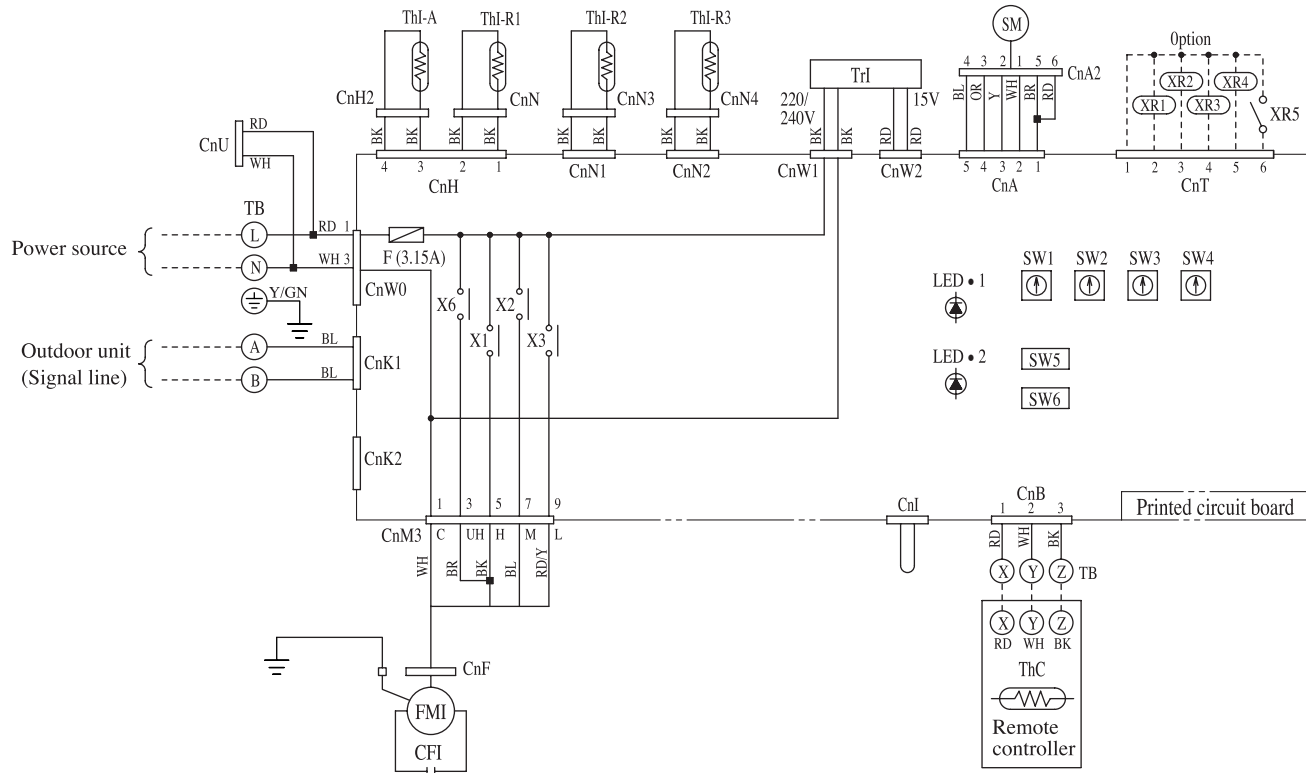 ThI-A ThI-R1 ThI-R2 ThI-R3 SM Option
4 3 2 1 5 6
CnH2 CnN CnN3 CnN4 TrI CnA2
220/240V 15V
BL OR Y WH BR RD
XR1 XR2 XR3 XR4 XR5
BK BK BK BK BK BK BK BK BK BK RD RD
CnU RD WH
4 3 2 1
CnH CnN1 CnN2 CnW1 CnW2
5 4 3 2 1
CnA
1 2 3 4 5 6
CnT
TB
Power source
L RD 1
N WH 3
F (3.15A)
CnW0
Y/GN
X6 X2
X1 X3
LED • 1
SW1 SW2 SW3 SW4
Outdoor unit
(Signal line)
A BL
B BL
CnK1
LED • 2
SW5
SW6
CnK2
1 3 5 7 9
CnM3 C UH H M L
WH BR BK BL RD/Y
CnI
CnB
1 2 3
Printed circuit board
RD WH BK
X Y Z TB
X Y Z
RD WH BK
ThC
Remote
controller
CnF
FMI
CFI